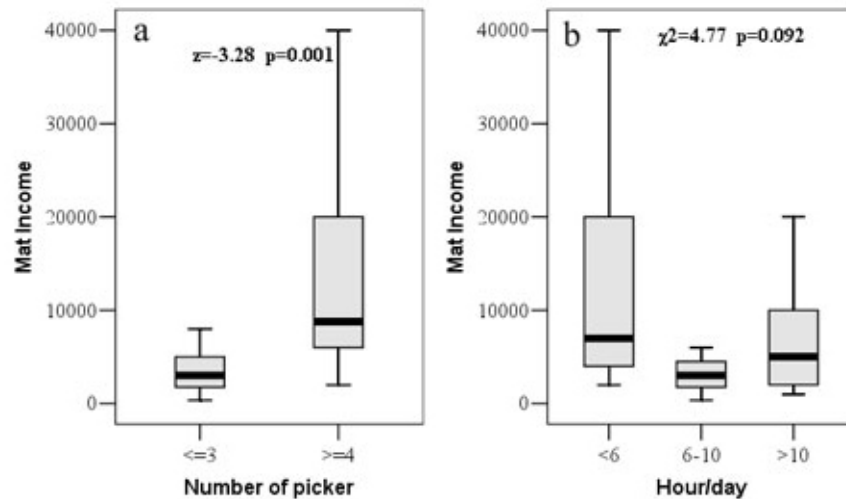 a
z=-3.28 p=0.001
40000
30000
20000
10000
0
Mat Income
<=3
>=4
Number of picker
b
χ2=4.77 p=0.092
40000
30000
20000
10000
0
Mat Income
<6
6-10
>10
Hour/day